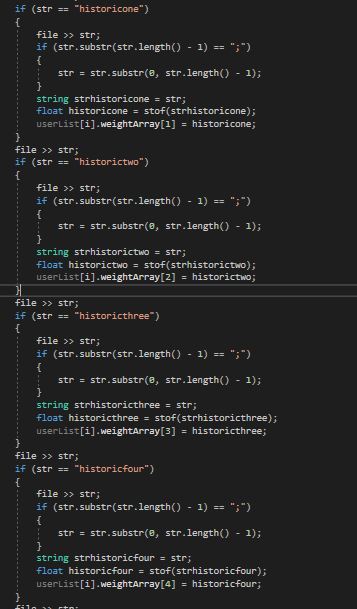 if (str == "historicone")
{
file >> str;
if (str.substr(str.length() - 1) == ";")
{
str = str.substr(0, str.length() - 1);
}
string strhistoricone = str;
float historicone = stof(strhistoricone);
userList[i].weightArray[1] = historicone;
}
file >> str;
if (str == "historictwo")
{
file >> str;
if (str.substr(str.length() - 1) == ";")
{
str = str.substr(0, str.length() - 1);
}
string strhistorictwo = str;
float historictwo = stof(strhistorictwo);
userList[i].weightArray[2] = historictwo;
}
file >> str;
if (str == "historicthree")
{
file >> str;
if (str.substr(str.length() - 1) == ";")
{
str = str.substr(0, str.length() - 1);
}
string strhistoricthree = str;
float historicthree = stof(strhistoricthree);
userList[i].weightArray[3] = historicthree;
}
file >> str;
if (str == "historicfour")
{
file >> str;
if (str.substr(str.length() - 1) == ";")
{
str = str.substr(0, str.length() - 1);
}
string strhistoricfour = str;
float historicfour = stof(strhistoricfour);
userList[i].weightArray[4] = historicfour;
}
file >> str;